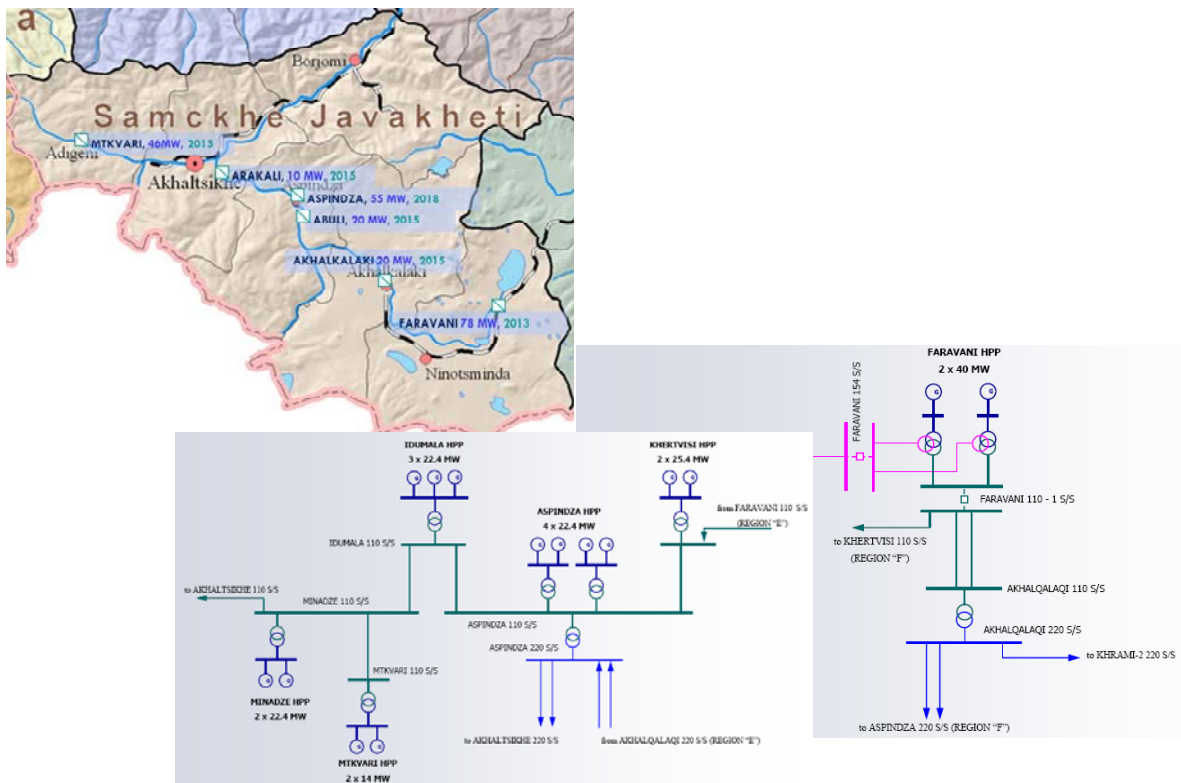 a
Borjomi
Samckhe Javakheti
MTKVARI, 46MW, 2013
Adigeni
Akhaltsikhe
ARAKALI, 10 MW, 2015
Aspindza
ASPINDZA, 55 MW, 2018
ABULI, 20 MW, 2015
AKHALKALAKI 20 MW, 2015
Akhalkalaki
FARAVANI 78 MW, 2013
Ninotsminda
FARAVANI HPP
2 x 40 MW
FARAVANI 154 S/S
G
G
FARAVANI 110 - 1 S/S
to KHERTVISI 110 S/S
(REGION "F")
AKHALQALAQI 110 S/S
AKHALQALAQI 220 S/S
to KHRAMI-2 220 S/S
to ASPINDZA 220 S/S (REGION "F")
IDUMALA HPP
3 x 22.4 MW
G G G
KHERTVISI HPP
2 x 25.4 MW
G G
from FARAVANI 110 S/S
(REGION "E")
ASPINDZA HPP
4 x 22.4 MW
G G G G
IDUMALA 110 S/S
to AKHALTSIKHE 110 S/S
MINADZE 110 S/S
ASPINDZA 110 S/S
ASPINDZA 220 S/S
MTKVARI 110 S/S
G G
MINADZE HPP
2 x 22.4 MW
G G
MTKVARI HPP
2 x 14 MW
to AKHALTSIKHE 220 S/S
from AKHALQALAQI 220 S/S (REGION "E")